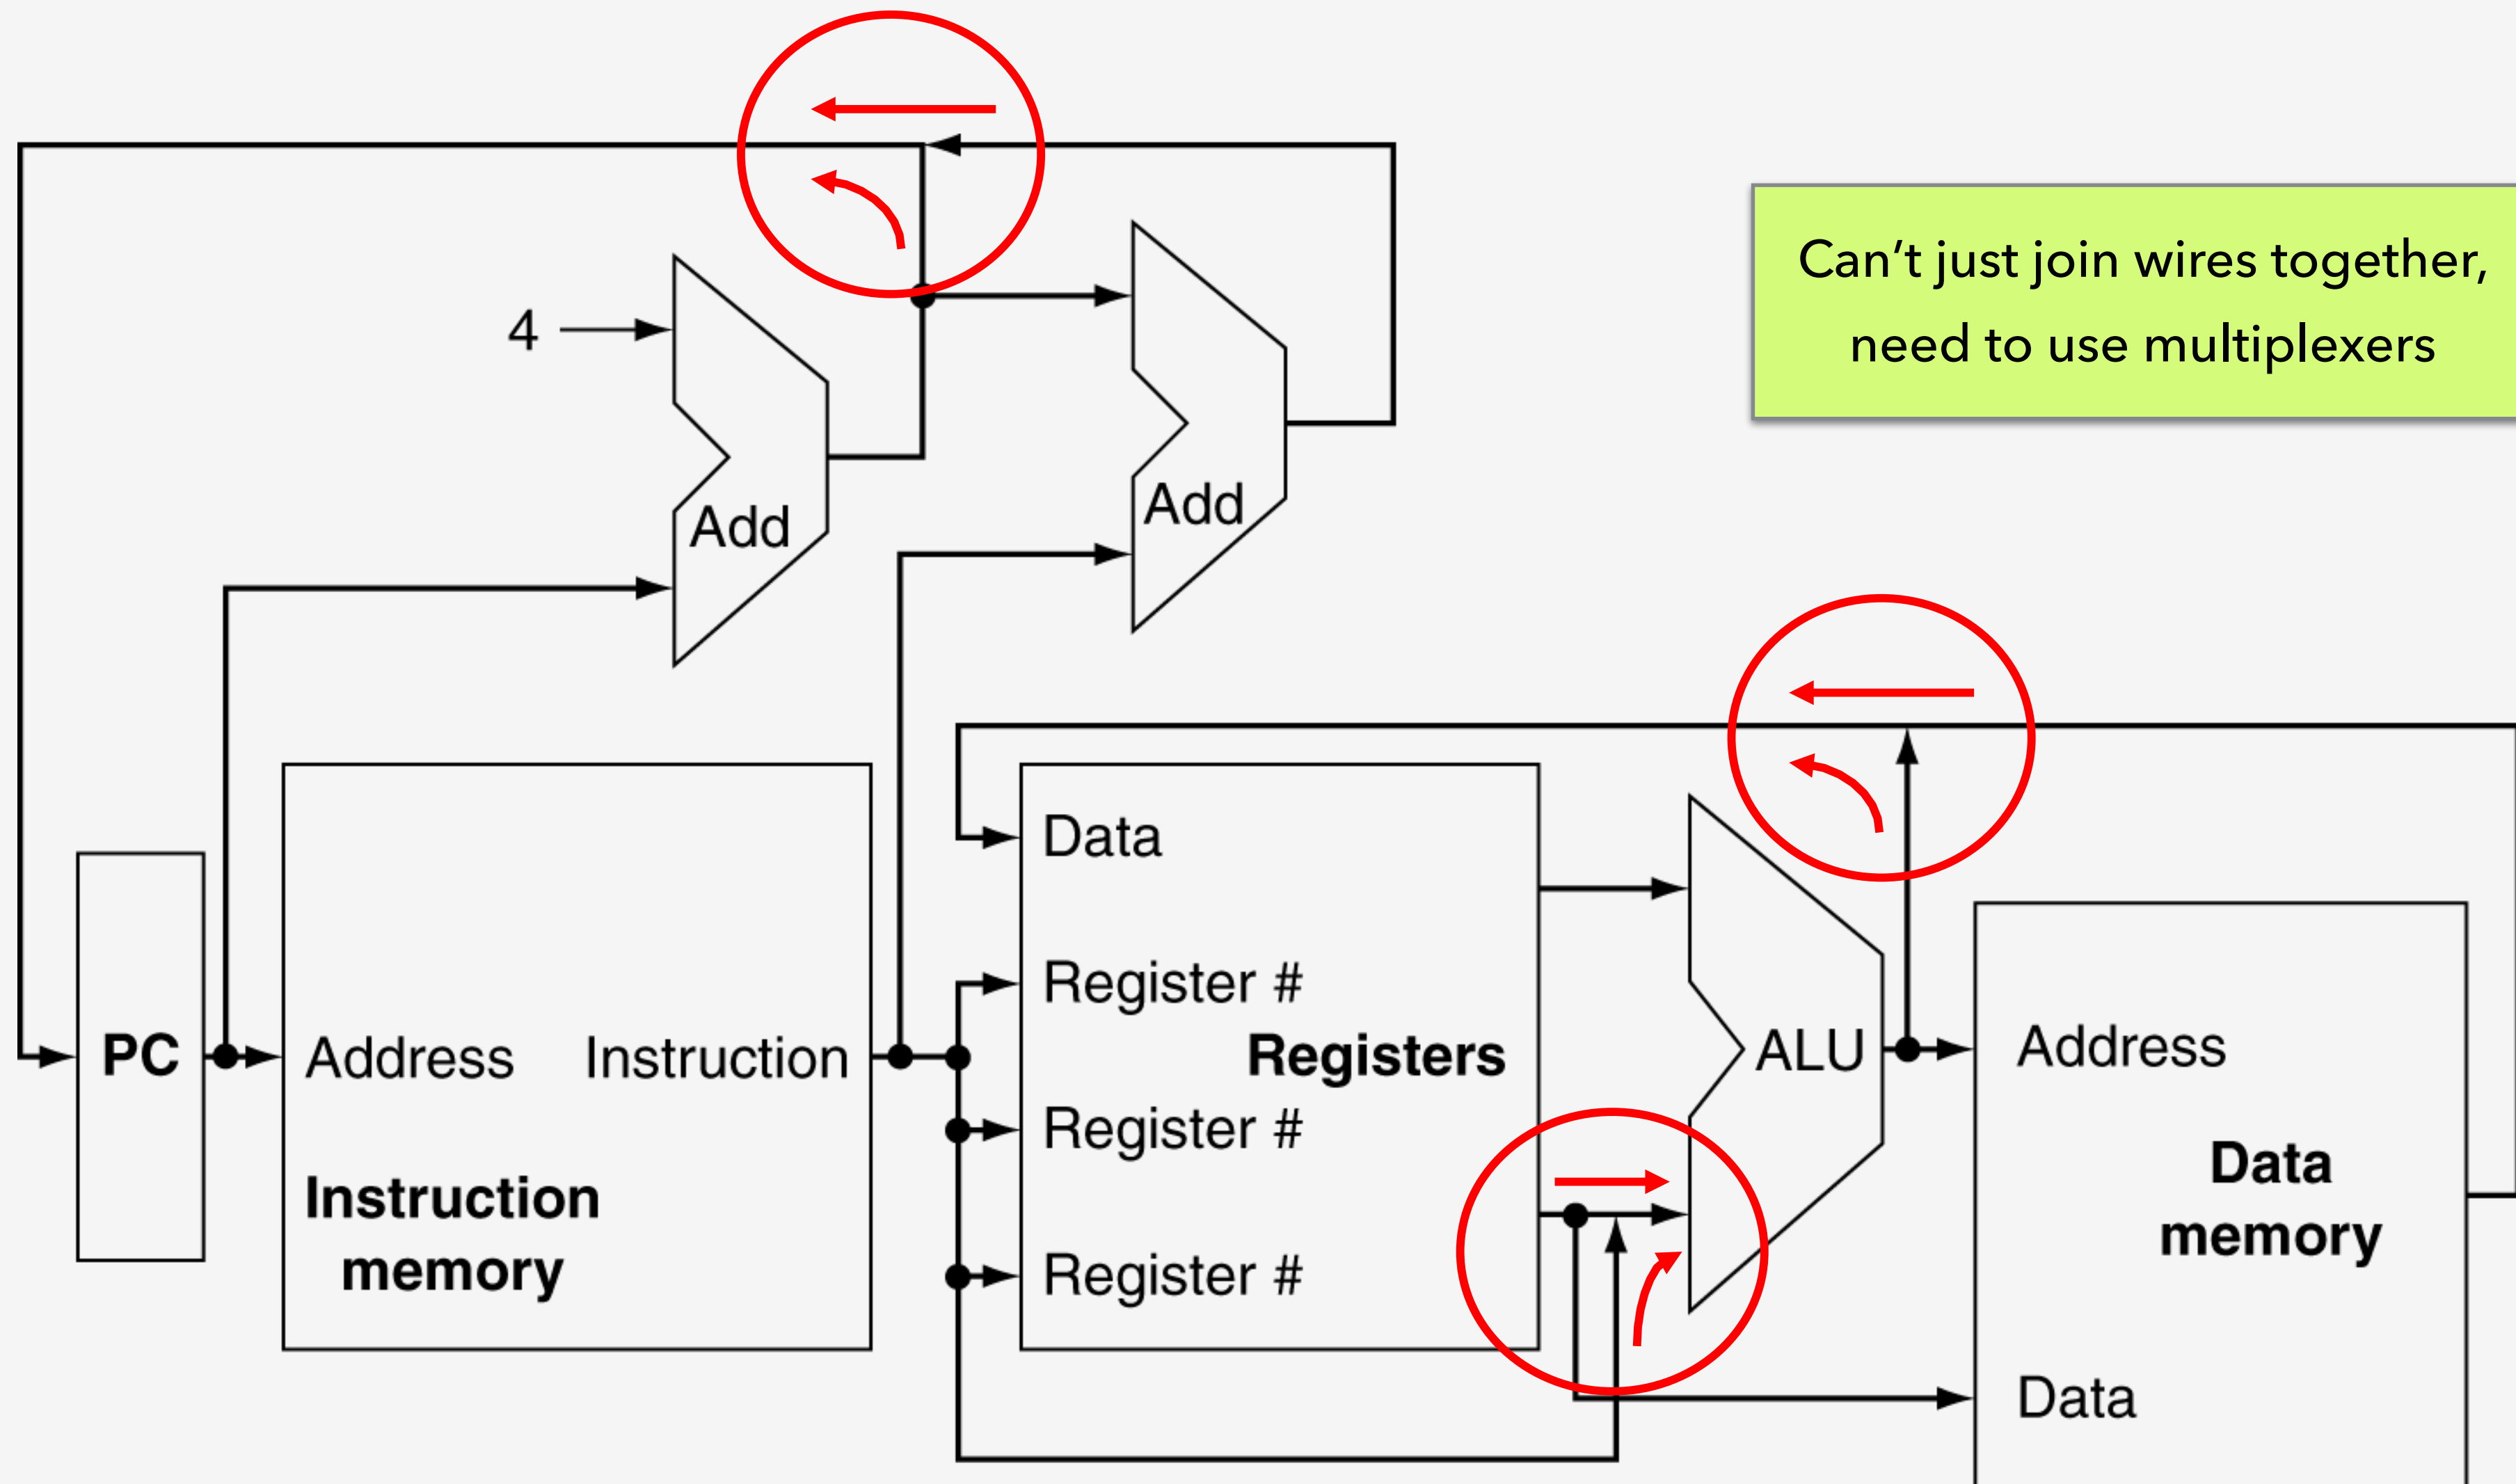 Can't just join wires together,
need to use multiplexers
4
Add
Add
Data
Register #
PC
Address
Instruction
Registers
ALU
Address
Register #
Instruction
memory
Data
memory
Register #
Data